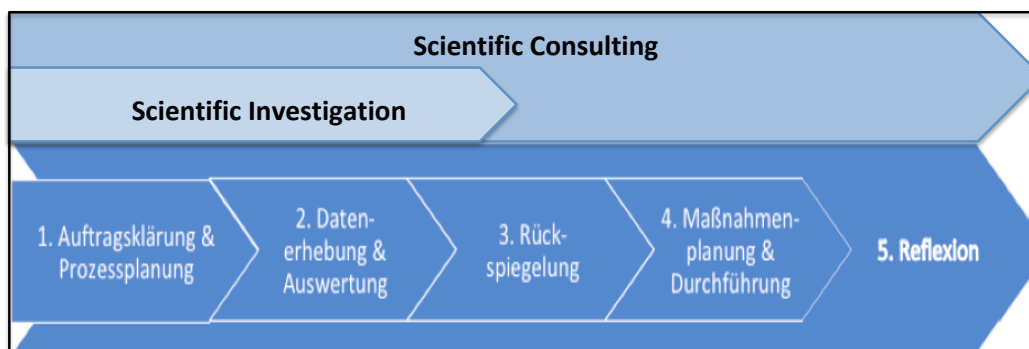 Scientific Consulting
Scientific Investigation
1. Auftragsklärung &
Prozessplanung
2. Daten-
erhebung &
Auswertung
3. Rück-
spiegelung
4. Maßnahmen-
planung &
Durchführung
5. Reflexion